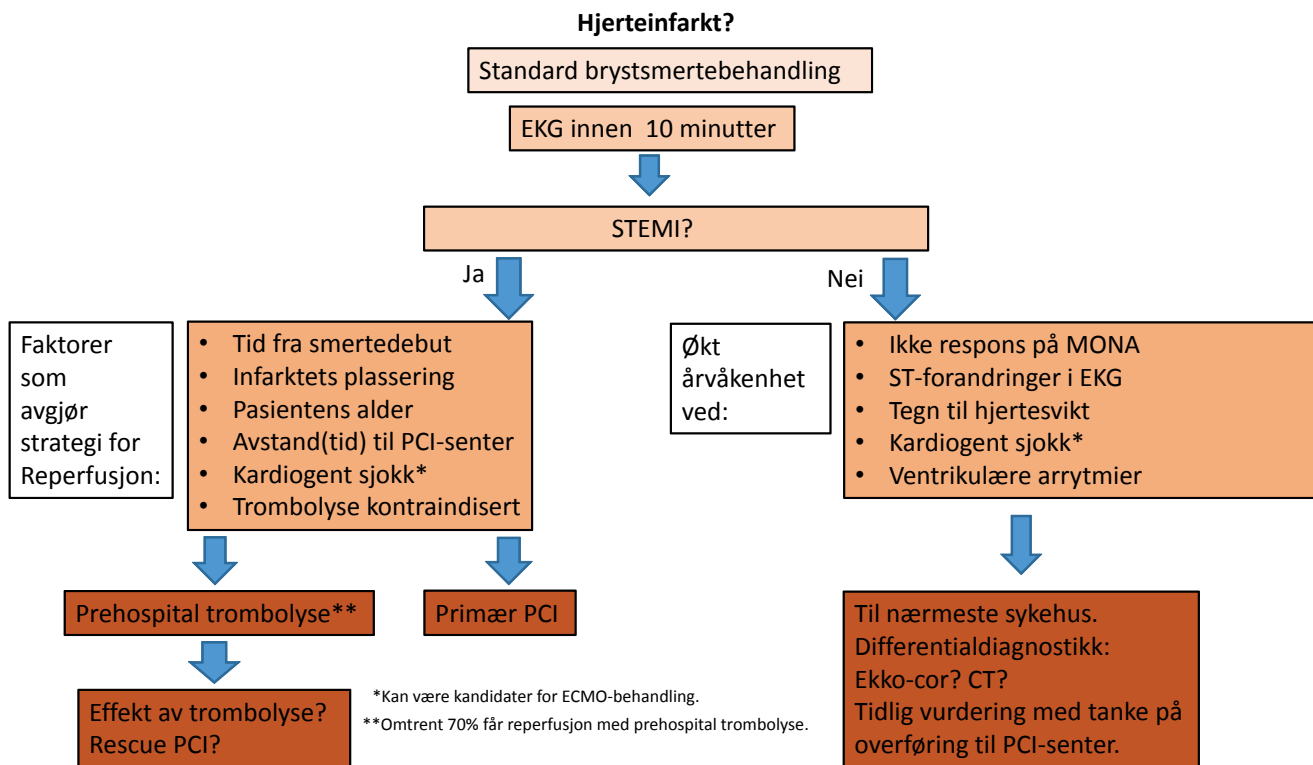 Hjerteinfarkt?
Standard brystsmertebehandling
EKG innen 10 minutter
STEMI?
Ja
Nei
Faktorer
som
avgjør
strategi for
Reperfusjon:
• Tid fra smertedebut
• Infarktets plassering
• Pasientens alder
• Avstand(tid) til PCI-senter
• Kardiogent sjokk*
• Trombolyse kontraindisert
Økt
årvåkenhet
ved:
• Ikke respons på MONA
• ST-forandringer i EKG
• Tegn til hjertesvikt
• Kardiogent sjokk*
• Ventrikulære arrytmier
Prehospital trombolyse**
Primær PCI
Effekt av trombolyse?
Rescue PCI?
*Kan være kandidater for ECMO-behandling.
**Omtrent 70% får reperfusjon med prehospital trombolyse.
Til nærmeste sykehus.
Differentialdiagnostikk:
Ekko-cor? CT?
Tidlig vurdering med tanke på
overføring til PCI-senter.